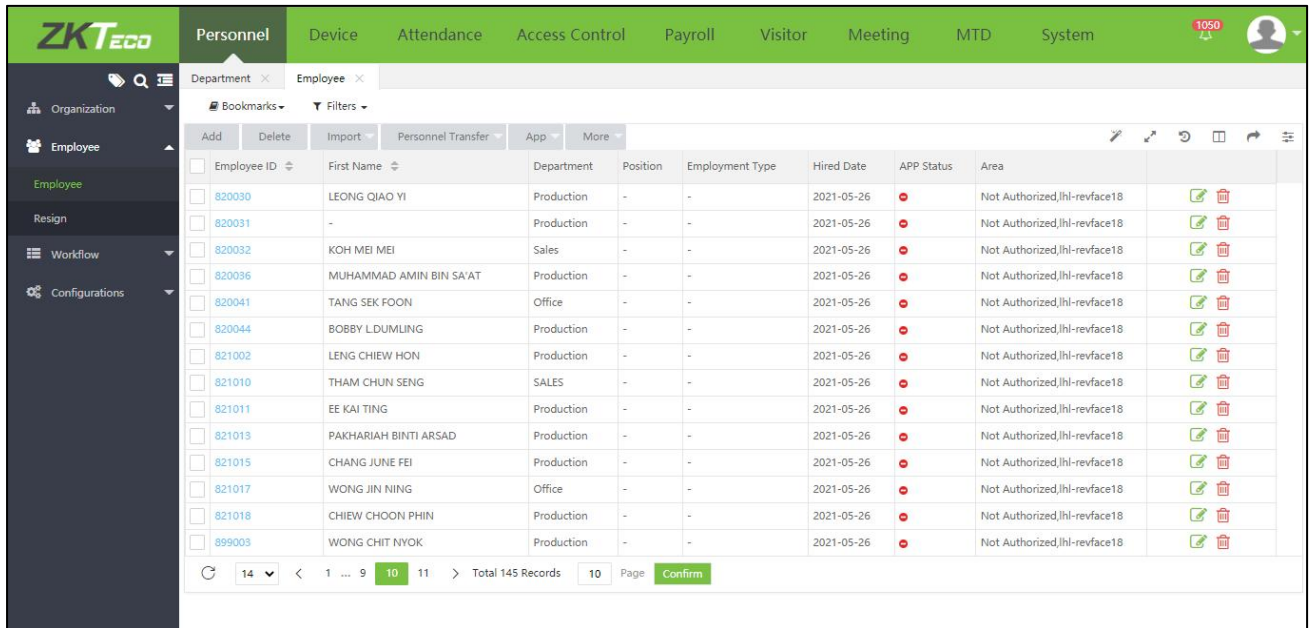 ZKTeco Personnel Device Attendance Access Control Payroll Visitor Meeting MTD System 1050
Department Employee
Organization Bookmarks Filters
Add Delete Import Personnel Transfer App More
Employee Employee ID First Name Department Position Employment Type Hired Date APP Status Area
Employee 820030 LEONG QIAO YI Production - - 2021-05-26 Not Authorized,lhl-revface18
Resign 820031 - Production - - 2021-05-26 Not Authorized,lhl-revface18
Workflow 820032 KOH MEI MEI Sales - - 2021-05-26 Not Authorized,lhl-revface18
820036 MUHAMMAD AMIN BIN SA'AT Production - - 2021-05-26 Not Authorized,lhl-revface18
Configurations 820041 TANG SEK FOON Office - - 2021-05-26 Not Authorized,lhl-revface18
820044 BOBBY L.DUMLING Production - - 2021-05-26 Not Authorized,lhl-revface18
821002 LENG CHIEW HON Production - - 2021-05-26 Not Authorized,lhl-revface18
821010 THAM CHUN SENG SALES - - 2021-05-26 Not Authorized,lhl-revface18
821011 EE KAI TING Production - - 2021-05-26 Not Authorized,lhl-revface18
821013 PAKHARIAH BINTI ARSAD Production - - 2021-05-26 Not Authorized,lhl-revface18
821015 CHANG JUNE FEI Production - - 2021-05-26 Not Authorized,lhl-revface18
821017 WONG JIN NING Office - - 2021-05-26 Not Authorized,lhl-revface18
821018 CHIEW CHOON PHIN Production - - 2021-05-26 Not Authorized,lhl-revface18
899003 WONG CHIT NYOK Production - - 2021-05-26 Not Authorized,lhl-revface18
14 < 1 ... 9 10 11 > Total 145 Records 10 Page Confirm